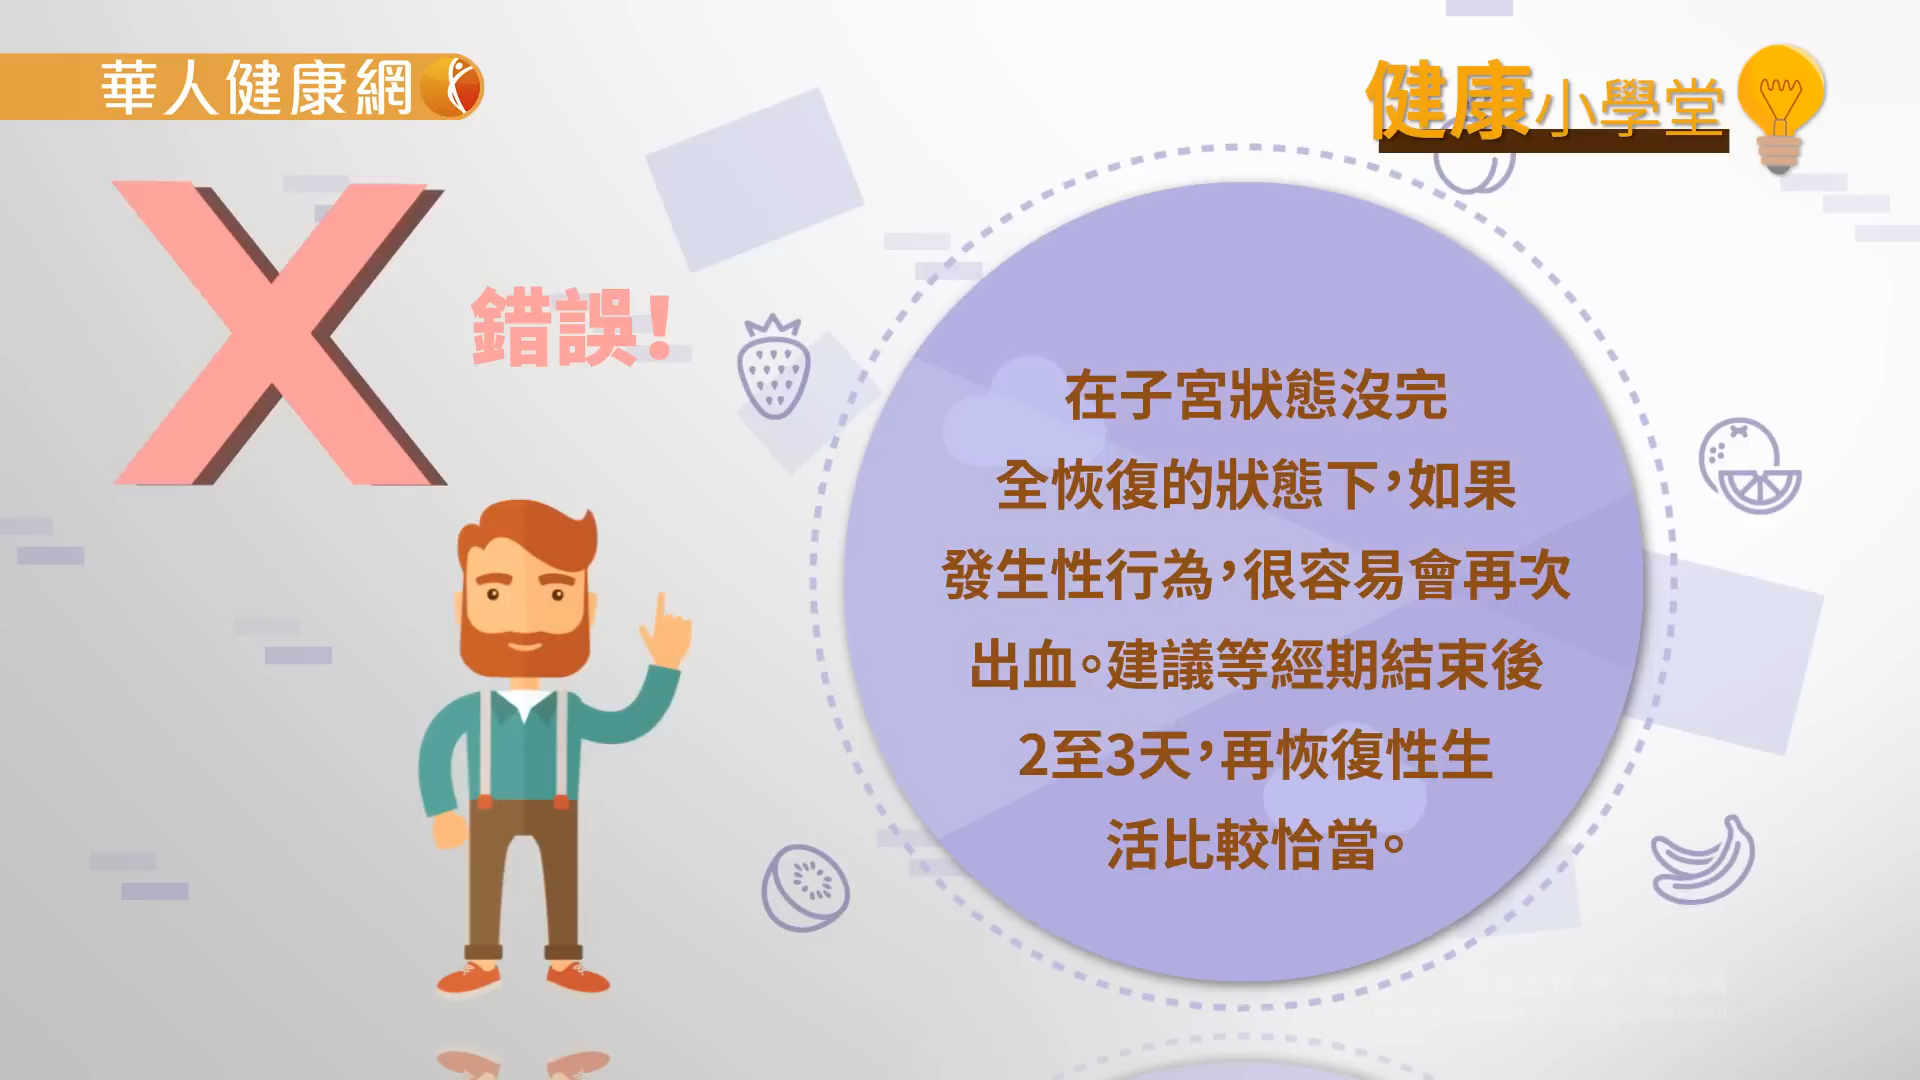 華人健康網
健康小學堂
X
錯誤!
在子宮狀態沒完
全恢復的狀態下,如果
發生性行為,很容易會再次
出血。建議等經期結束後
2至3天,再恢復性生
活比較恰當。